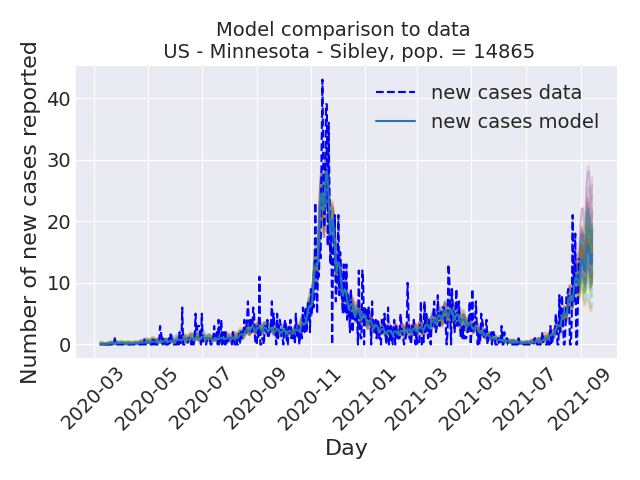 Model comparison to data
US - Minnesota - Sibley, pop. = 14865
Number of new cases reported
40
30
20
10
0
new cases data
new cases model
2020-03
2020-05
2020-07
2020-09
2020-11
2021-01
2021-03
2021-05
2021-07
2021-09
Day